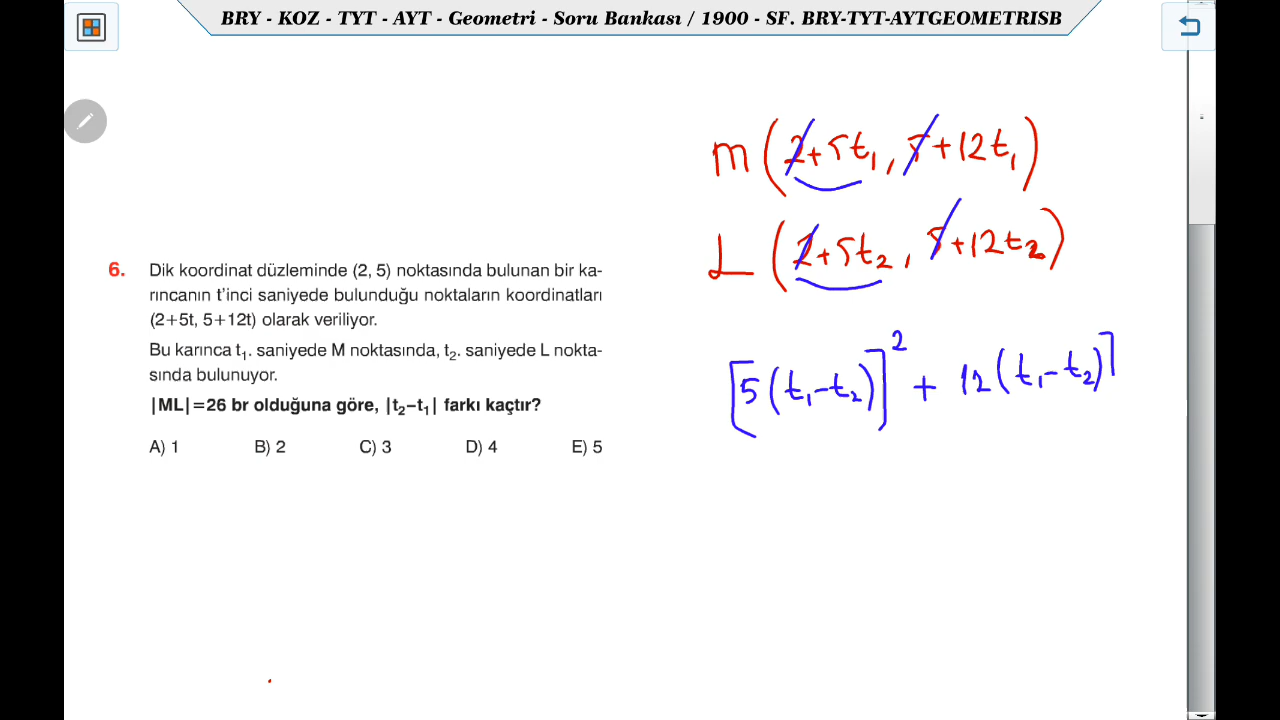 BRY - KOZ - TYT - AYT - Geometri - Soru Bankası / 1900 - SF. BRY-TYT-AYTGEOMETRISB
6. Dik koordinat düzleminde (2, 5) noktasında bulunan bir ka-
rıncanın t'inci saniyede bulunduğu noktaların koordinatları
(2+5t, 5+12t) olarak veriliyor.
Bu karınca t₁. saniyede M noktasında, t₂. saniyede L nokta-
sında bulunuyor.
|ML|=26 br olduğuna göre, |t₂–t₁| farkı kaçtır?
A) 1 B) 2 C) 3 D) 4 E) 5
m (2+5t₁, 5+12t₁)
L (2+5t₂, 5+12t₂)
[5(t₁-t₂)]² + 12(t₁-t₂)]